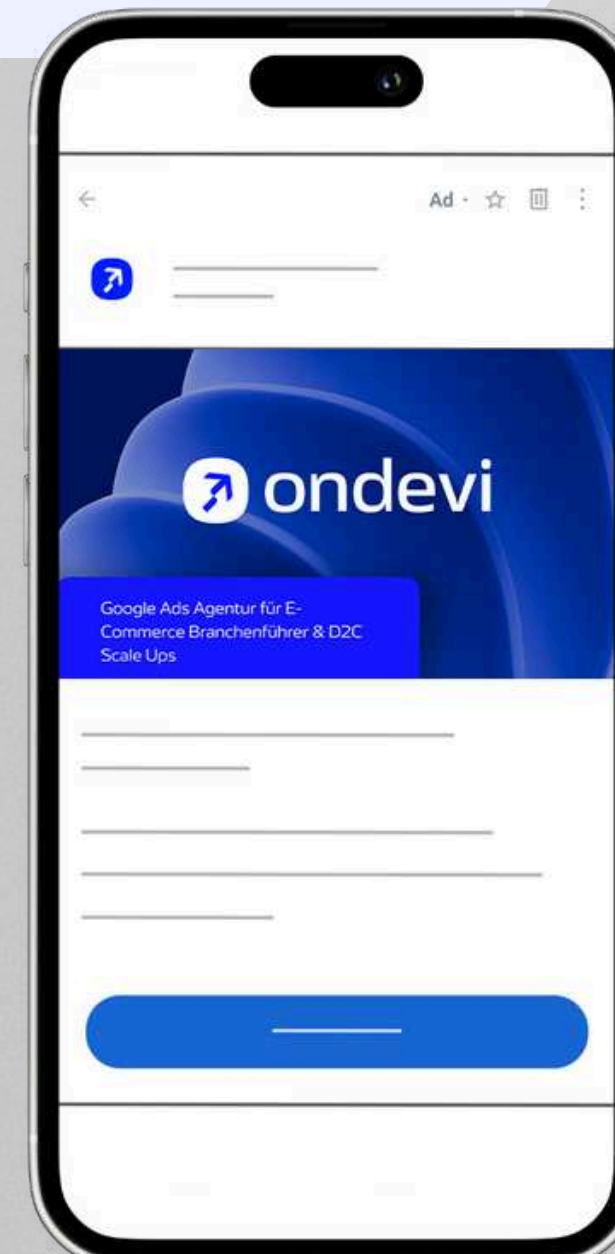 Ad ·
ondevi
Google Ads Agentur für E-
Commerce Branchenführer & D2C
Scale Ups